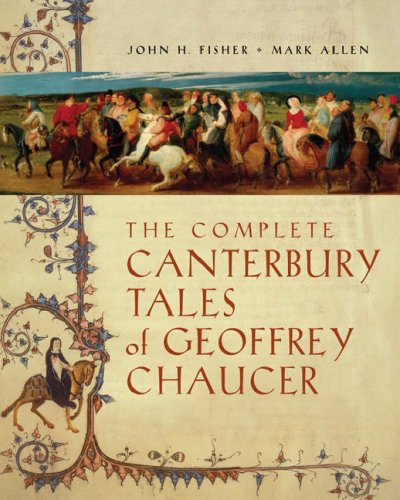 JOHN H. FISHER + MARK ALLEN
THE COMPLETE
CANTERBURY
TALES
of GEOFFREY
CHAUCER